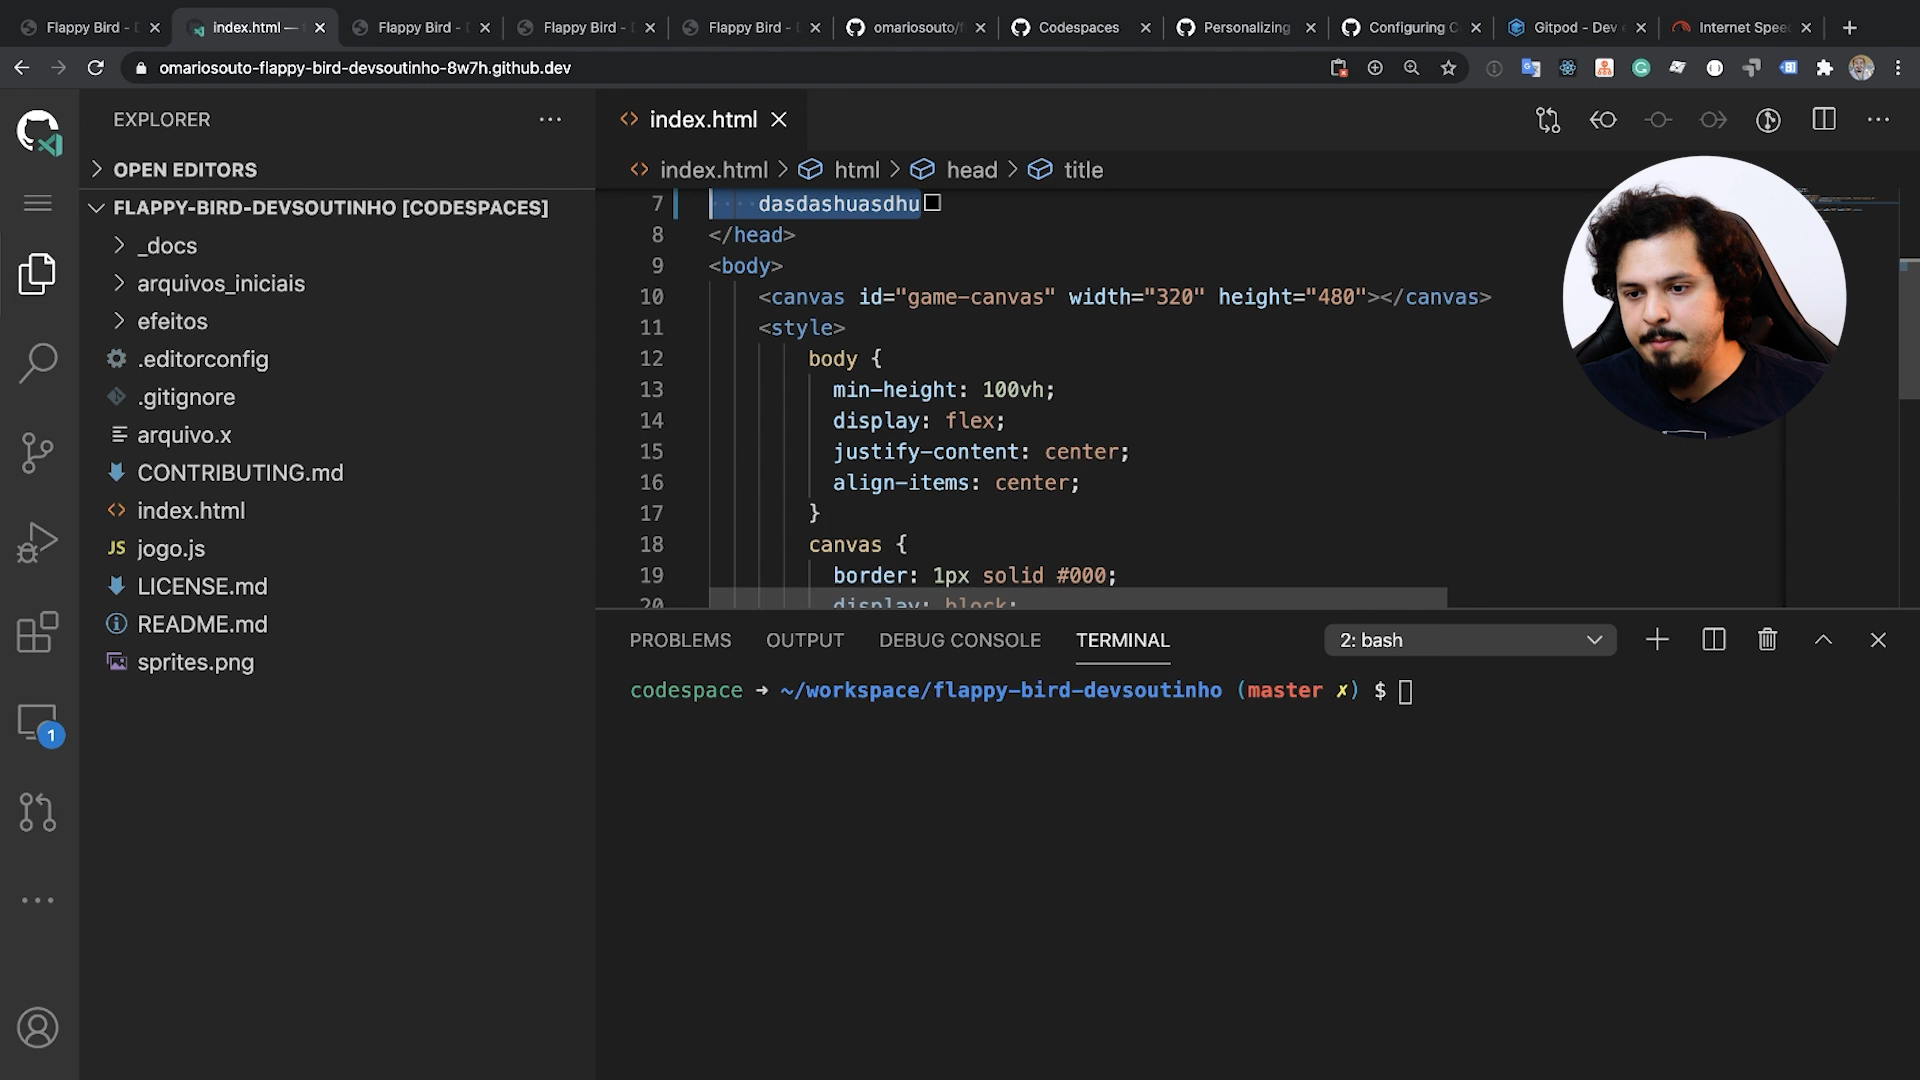 Flappy Bird -
index.html —
Flappy Bird -
Flappy Bird -
Flappy Bird -
omariosouto/
Codespaces
Personalizing
Configuring C
Gitpod - Dev
Internet Spee
omariosouto-flappy-bird-devsoutinho-8w7h.github.dev
EXPLORER
index.html
OPEN EDITORS
index.html > html > head > title
FLAPPY-BIRD-DEVSOUTINHO [CODESPACES]
_docs
arquivos_iniciais
efeitos
.editorconfig
.gitignore
arquivo.x
CONTRIBUTING.md
index.html
JS jogo.js
LICENSE.md
README.md
sprites.png
1
7 dasdashuasdhu
8 </head>
9 <body>
10 <canvas id="game-canvas" width="320" height="480"></canvas>
11 <style>
12 body {
13 min-height: 100vh;
14 display: flex;
15 justify-content: center;
16 align-items: center;
17 }
18 canvas {
19 border: 1px solid #000;
20 display: block;
PROBLEMS OUTPUT DEBUG CONSOLE TERMINAL 2: bash
codespace → ~/workspace/flappy-bird-devsoutinho (master ✗) $